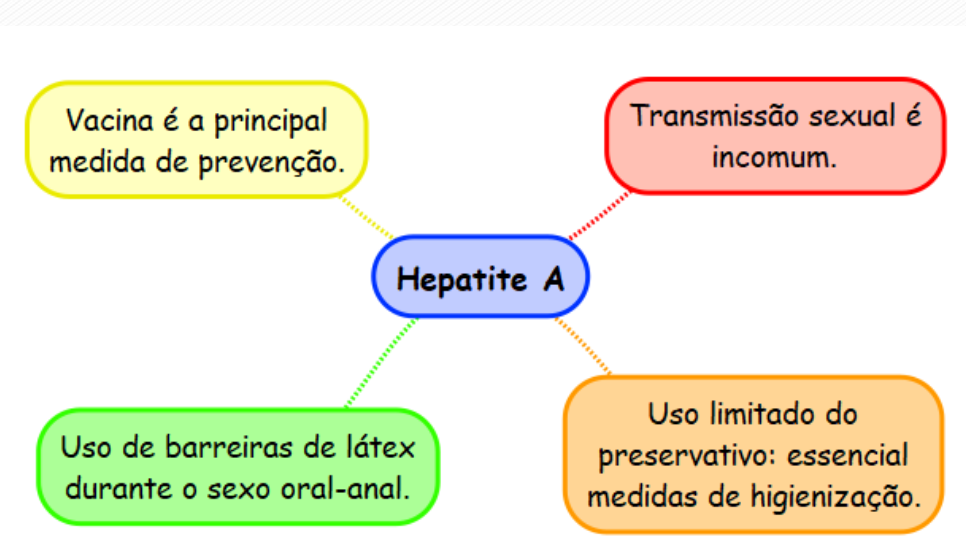 Vacina é a principal
medida de prevenção.
Transmissão sexual é
incomum.
Hepatite A
Uso de barreiras de látex
durante o sexo oral-anal.
Uso limitado do
preservativo: essencial
medidas de higienização.